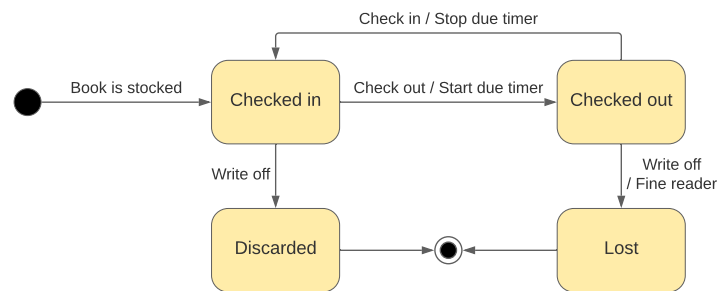 Check in / Stop due timer
Book is stocked
Checked in
Check out / Start due timer
Checked out
Write off
Write off
/ Fine reader
Discarded
Lost